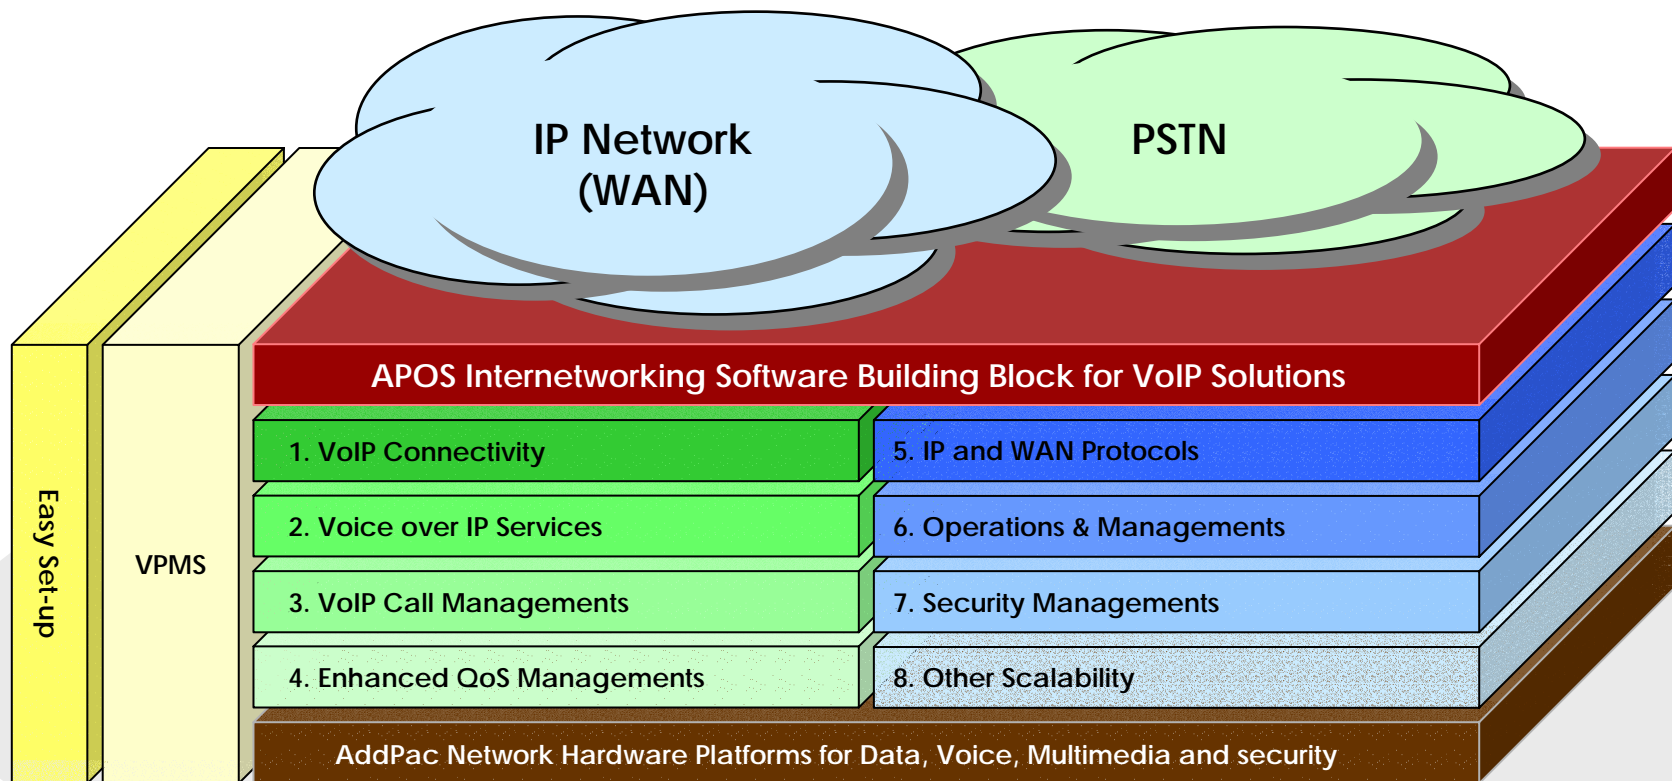 IP Network
(WAN)
PSTN
APOS Internetworking Software Building Block for VoIP Solutions
1. VoIP Connectivity
2. Voice over IP Services
3. VoIP Call Managements
4. Enhanced QoS Managements
5. IP and WAN Protocols
6. Operations & Managements
7. Security Managements
8. Other Scalability
Easy Set-up
VPMS
AddPac Network Hardware Platforms for Data, Voice, Multimedia and security